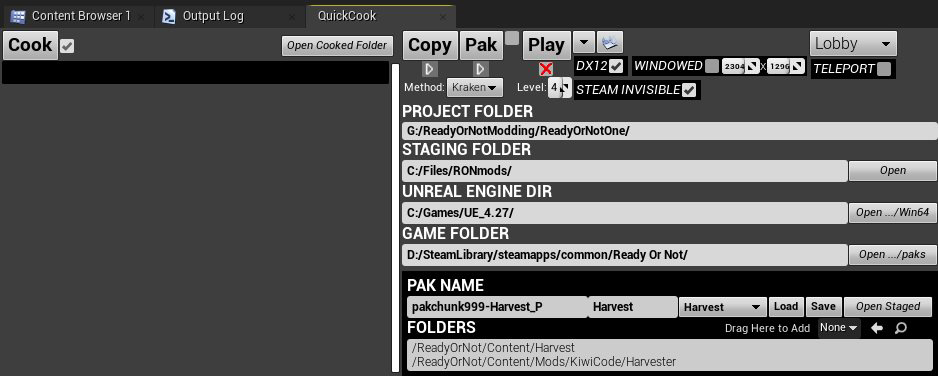 Content Browser 1
Output Log
QuickCook
Cook
Open Cooked Folder
Copy
Pak
Play
Lobby
DX12
WINDOWED
2304
X
1296
TELEPORT
Method:
Kraken
Level:
4
STEAM INVISIBLE
PROJECT FOLDER
G:/ReadyOrNotModding/ReadyOrNotOne/
STAGING FOLDER
C:/Files/RONmods/
Open
UNREAL ENGINE DIR
C:/Games/UE_4.27/
Open .../Win64
GAME FOLDER
D:/SteamLibrary/steamapps/common/Ready Or Not/
Open .../paks
PAK NAME
pakchunk999-Harvest_P
Harvest
Harvest
Load
Save
Open Staged
FOLDERS
Drag Here to Add
None
/ReadyOrNot/Content/Harvest
/ReadyOrNot/Content/Mods/KiwiCode/Harvester